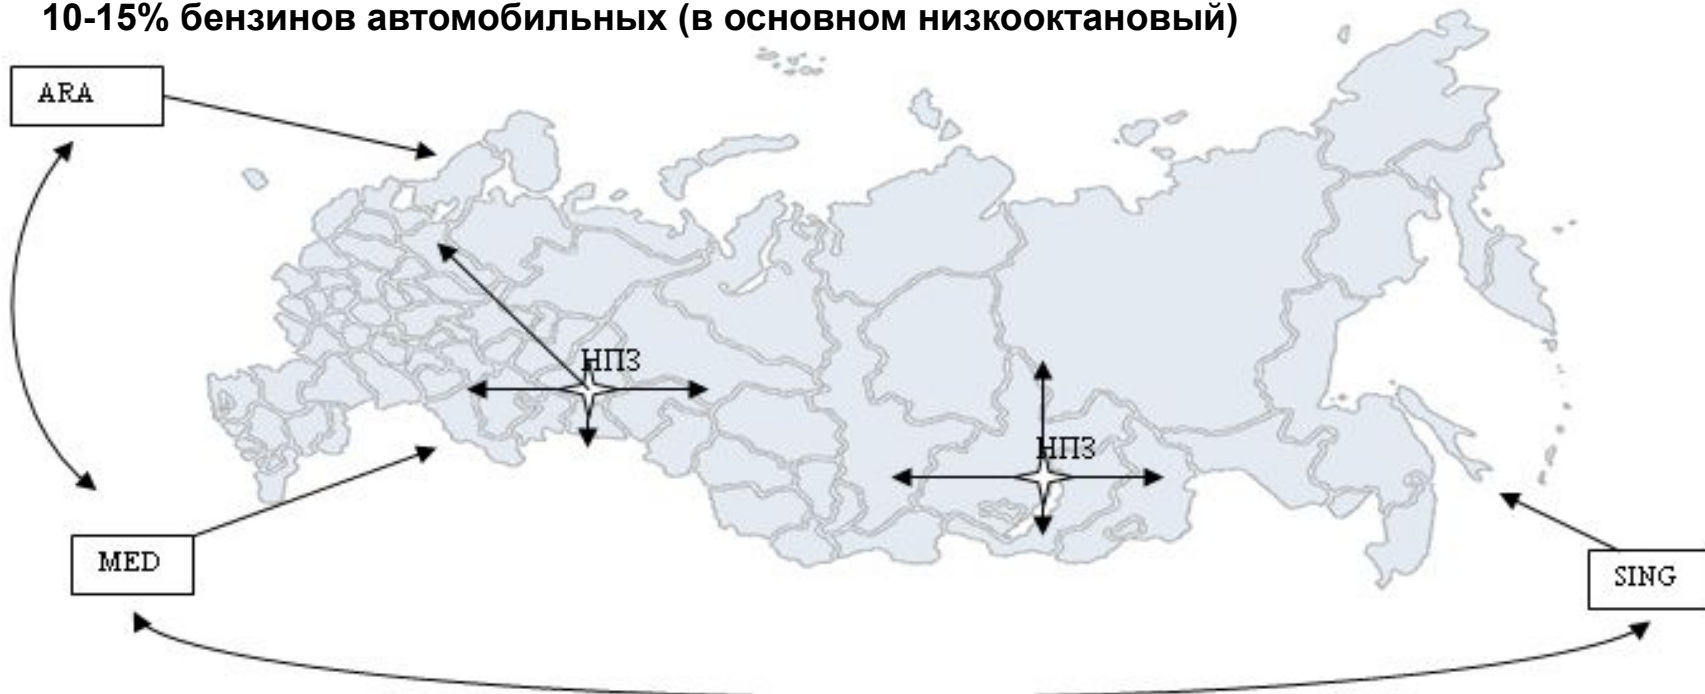 10-15% бензинов автомобильных (в основном низкооктановый)
ARA
НПЗ
НПЗ
MED
SING